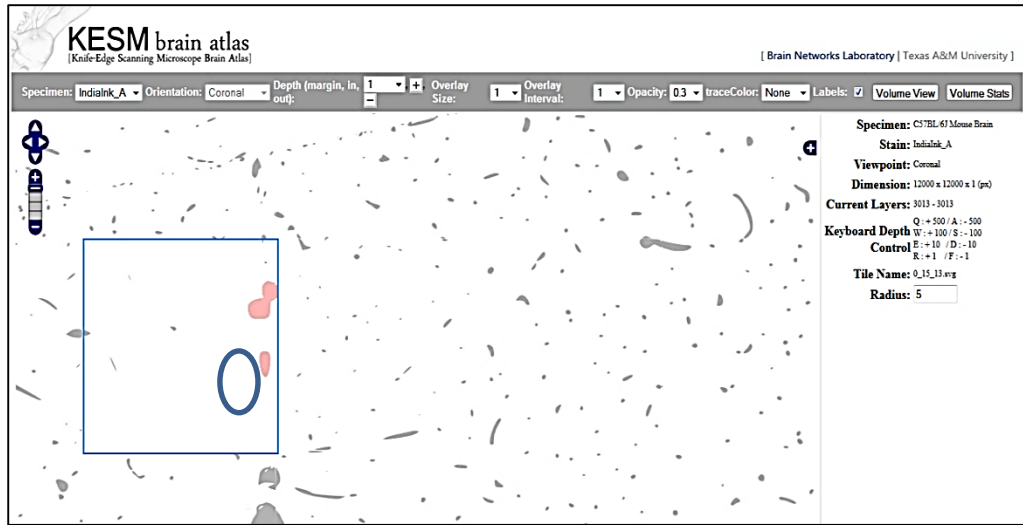 KESM brain atlas
[Knife-Edge Scanning Microscope Brain Atlas]
[ Brain Networks Laboratory | Texas A&M University ]
Specimen: IndiaInk_A Orientation: Coronal Depth (margin, in, out): 1 , + , − Overlay Size: 1 Overlay Interval: 1 Opacity: 0.3 traceColor: None Labels: Volume View Volume Stats
Specimen: C57BL/6J Mouse Brain
Stain: IndiaInk_A
Viewpoint: Coronal
Dimension: 12000 x 12000 x 1 (px)
Current Layers: 3013 - 3013
Keyboard Depth Control
Q : + 500 / A : - 500
W : + 100 / S : - 100
E : + 10 / D : - 10
R : + 1 / F : - 1
Tile Name: 0_15_13.svg
Radius: 5